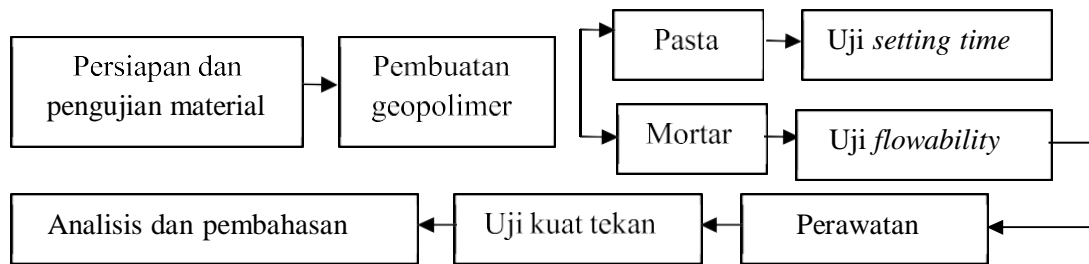 Persiapan dan
pengujian material
Pembuatan
geopolimer
Pasta
Uji setting time
Mortar
Uji flowability
Perawatan
Uji kuat tekan
Analisis dan pembahasan